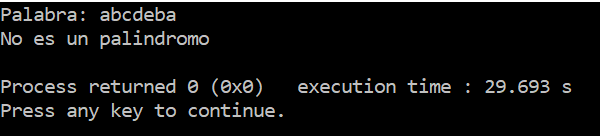 Palabra: abcdeba
No es un palindromo
Process returned 0 (0x0)   execution time : 29.693 s
Press any key to continue.